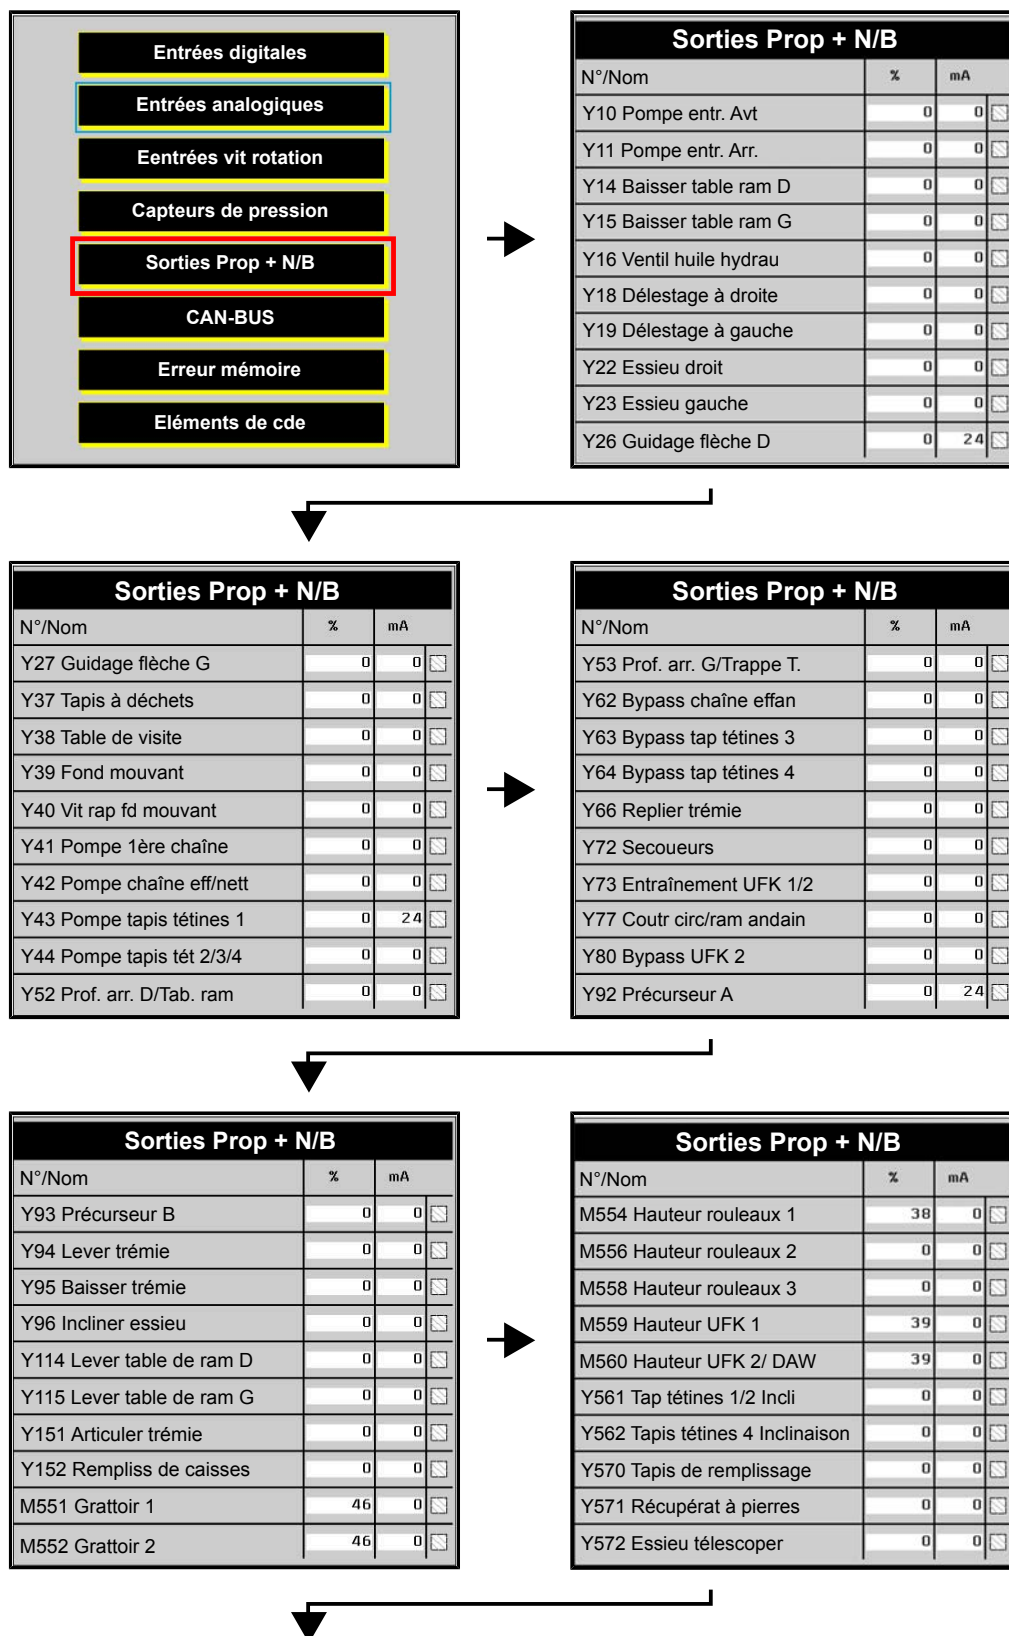 Entrées digitales
Entrées analogiques
Eentrées vit rotation
Capteurs de pression
Sorties Prop + N/B
CAN-BUS
Erreur mémoire
Eléments de cde
Sorties Prop + N/B
N°/Nom % mA
Y10 Pompe entr. Avt 0 0
Y11 Pompe entr. Arr. 0 0
Y14 Baisser table ram D 0 0
Y15 Baisser table ram G 0 0
Y16 Ventil huile hydrau 0 0
Y18 Délestage à droite 0 0
Y19 Délestage à gauche 0 0
Y22 Essieu droit 0 0
Y23 Essieu gauche 0 0
Y26 Guidage flèche D 0 24
Sorties Prop + N/B
N°/Nom % mA
Y27 Guidage flèche G 0 0
Y37 Tapis à déchets 0 0
Y38 Table de visite 0 0
Y39 Fond mouvant 0 0
Y40 Vit rap fd mouvant 0 0
Y41 Pompe 1ère chaîne 0 0
Y42 Pompe chaîne eff/nett 0 0
Y43 Pompe tapis tétines 1 0 24
Y44 Pompe tapis tét 2/3/4 0 0
Y52 Prof. arr. D/Tab. ram 0 0
Sorties Prop + N/B
N°/Nom % mA
Y53 Prof. arr. G/Trappe T. 0 0
Y62 Bypass chaîne effan 0 0
Y63 Bypass tap tétines 3 0 0
Y64 Bypass tap tétines 4 0 0
Y66 Replier trémie 0 0
Y72 Secoueurs 0 0
Y73 Entraînement UFK 1/2 0 0
Y77 Coutr circ/ram andain 0 0
Y80 Bypass UFK 2 0 0
Y92 Précurseur A 0 24
Sorties Prop + N/B
N°/Nom % mA
Y93 Précurseur B 0 0
Y94 Lever trémie 0 0
Y95 Baisser trémie 0 0
Y96 Incliner essieu 0 0
Y114 Lever table de ram D 0 0
Y115 Lever table de ram G 0 0
Y151 Articuler trémie 0 0
Y152 Rempliss de caisses 0 0
M551 Grattoir 1 46 0
M552 Grattoir 2 46 0
Sorties Prop + N/B
N°/Nom % mA
M554 Hauteur rouleaux 1 38 0
M556 Hauteur rouleaux 2 0 0
M558 Hauteur rouleaux 3 0 0
M559 Hauteur UFK 1 39 0
M560 Hauteur UFK 2/ DAW 39 0
Y561 Tap tétines 1/2 Incli 0 0
Y562 Tapis tétines 4 Inclinaison 0 0
Y570 Tapis de remplissage 0 0
Y571 Récupérat à pierres 0 0
Y572 Essieu télescoper 0 0